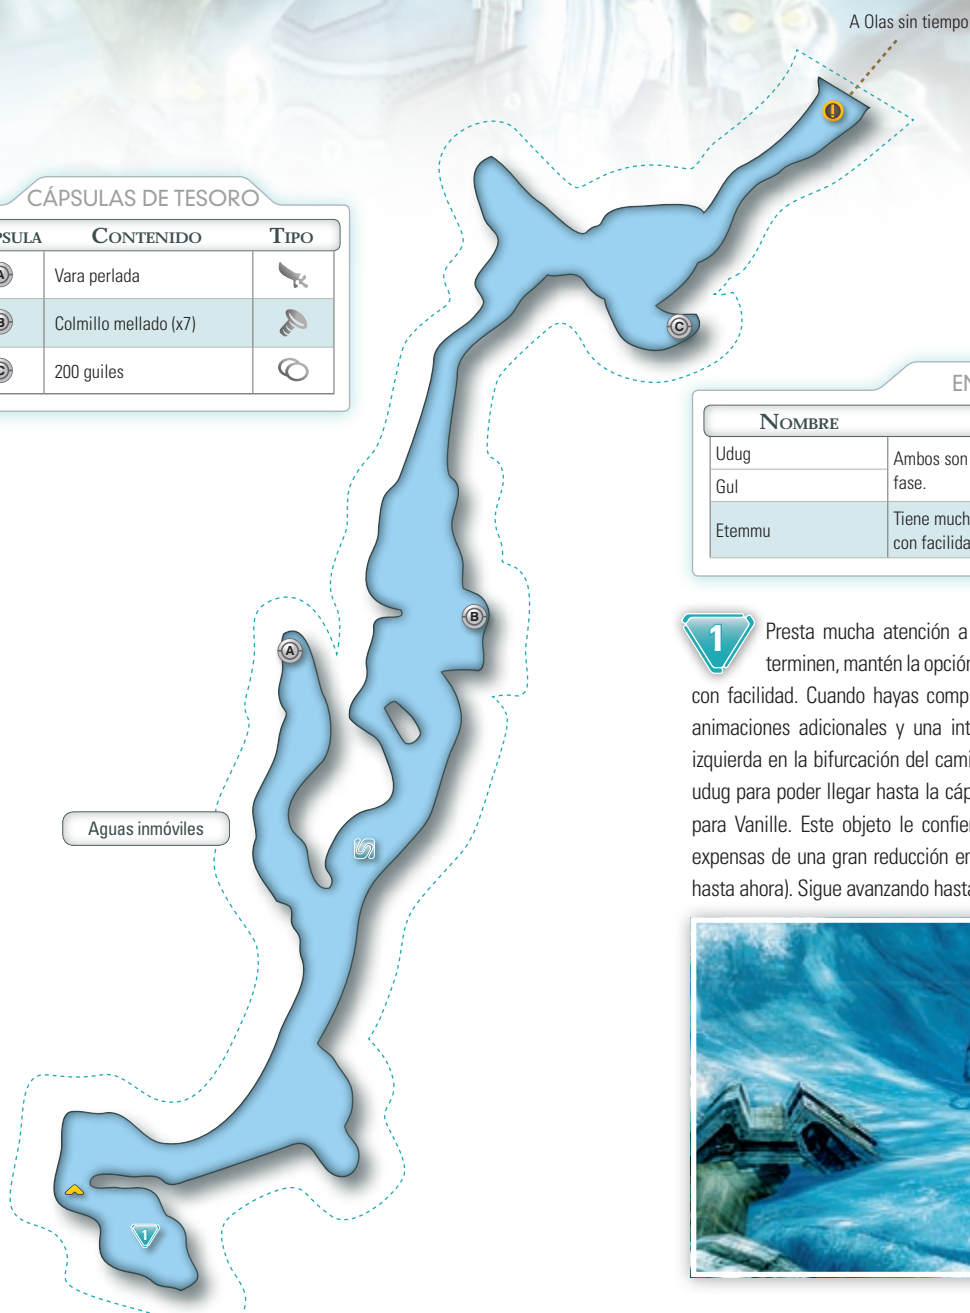 A Olas sin tiempo
CÁPSULAS DE TESORO
CONTENIDO TIPO
A Vara perlada
B Colmillo mellado (x7)
C 200 guiles
C
NOMBRE
Udug
Gul
Ambos son
fase.
Etemmu
Tiene much
con facilida
B
A
1 Presta mucha atención a
terminen, mantén la opción
con facilidad. Cuando hayas comp
animaciones adicionales y una int
izquierda en la bifurcación del cami
udug para poder llegar hasta la cáp
para Vanille. Este objeto le confier
expensas de una gran reducción en
hasta ahora). Sigue avanzando hasta
Aguas inmóviles
1